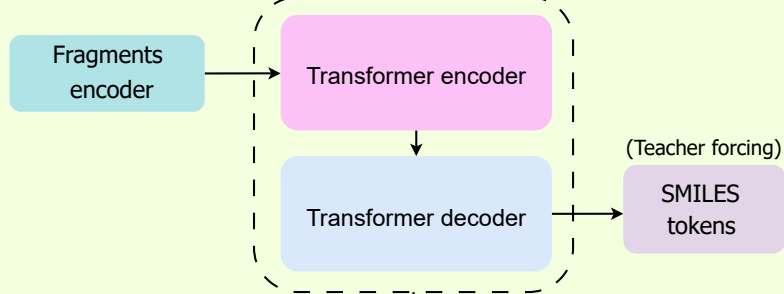 Fragments
encoder
Transformer encoder
Transformer decoder
(Teacher forcing)
SMILES
tokens